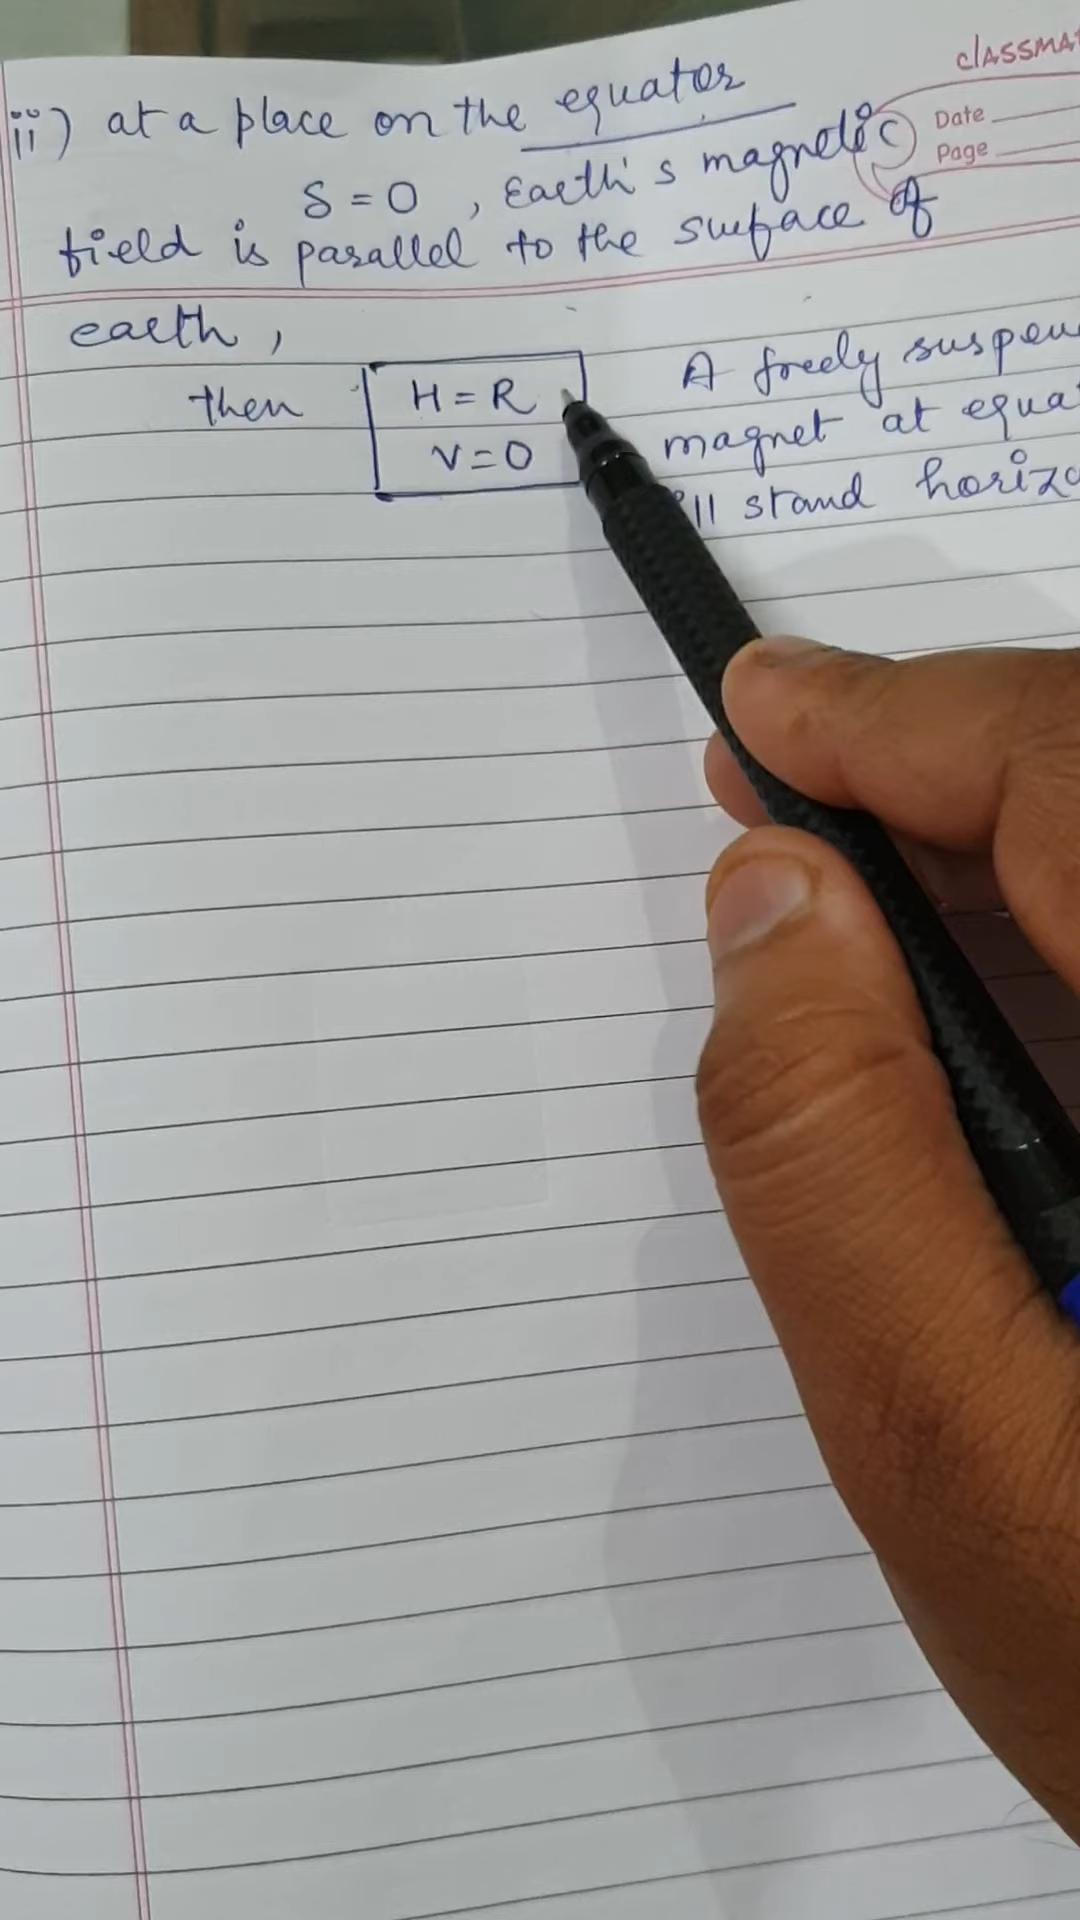 classmat
Date
Page
ii) at a place on the equator
δ = 0 , Earth's magnetic
field is parallel to the surface of
earth,
then H = R
V = 0
A freely suspen
magnet at equa
'll stand horizo